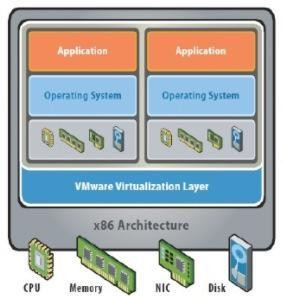 Application Application
Operating System Operating System
VMware Virtualization Layer
x86 Architecture
CPU Memory NIC Disk